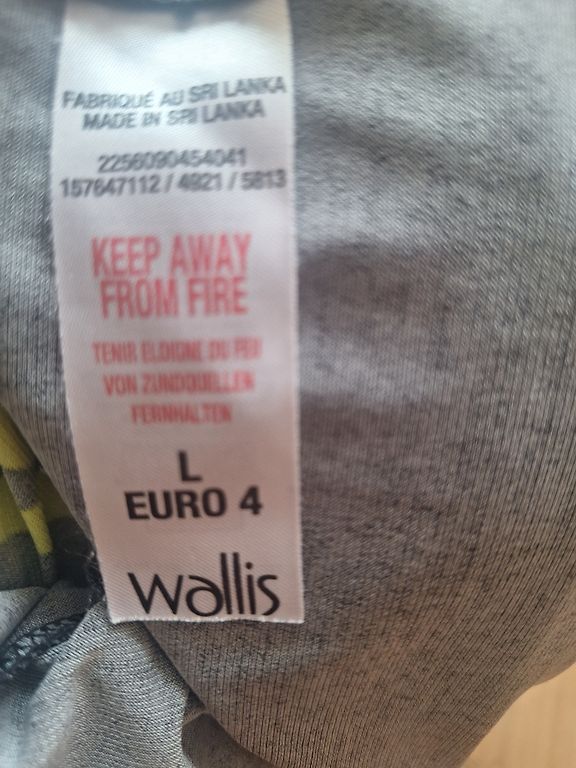 FABRIQUÉ AU SRI LANKA
MADE IN SRI LANKA
2256090454041
157647112 / 4921 / 5813
KEEP AWAY
FROM FIRE
TENIR ELOIGNE DU FEU
VON ZUNDQUELLEN
FERNHALTEN
L
EURO 4
wallis